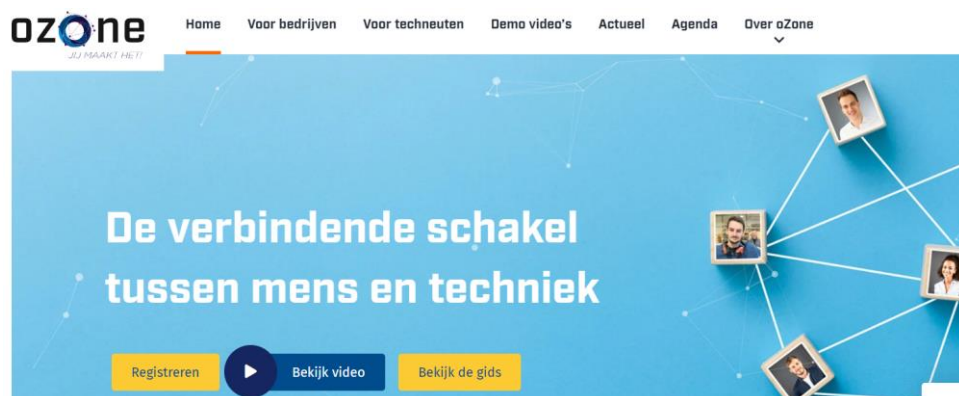 ozone
JIJ MAAKT HET!
Home Voor bedrijven Voor techneuten Demo video's Actueel Agenda Over oZone
De verbindende schakel
tussen mens en techniek
Registreren Bekijk video Bekijk de gids